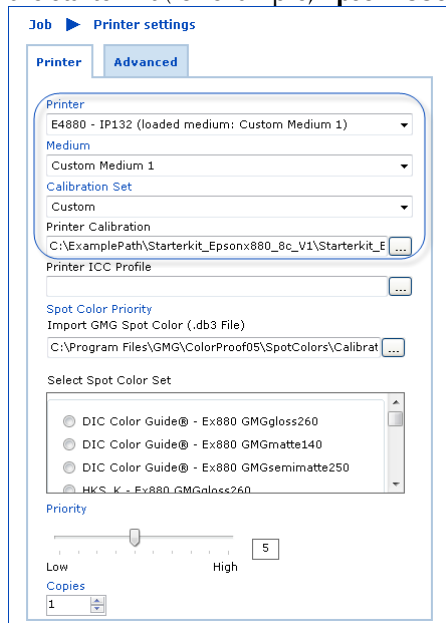 Job ▶ Printer settings
Printer Advanced
Printer
E4880 - IP132 (loaded medium: Custom Medium 1)
Medium
Custom Medium 1
Calibration Set
Custom
Printer Calibration
C:\ExamplePath\Starterkit_Epsonx880_8c_V1\Starterkit_E ...
Printer ICC Profile
...
Spot Color Priority
Import GMG Spot Color (.db3 File)
C:\Program Files\GMG\ColorProof05\SpotColors\Calibrat ...
Select Spot Color Set
DIC Color Guide® - Ex880 GMGgloss260
DIC Color Guide® - Ex880 GMGmatte140
DIC Color Guide® - Ex880 GMGsemimatte250
HKS K - Ex880 GMGgloss260
Priority
5
Low High
Copies
1